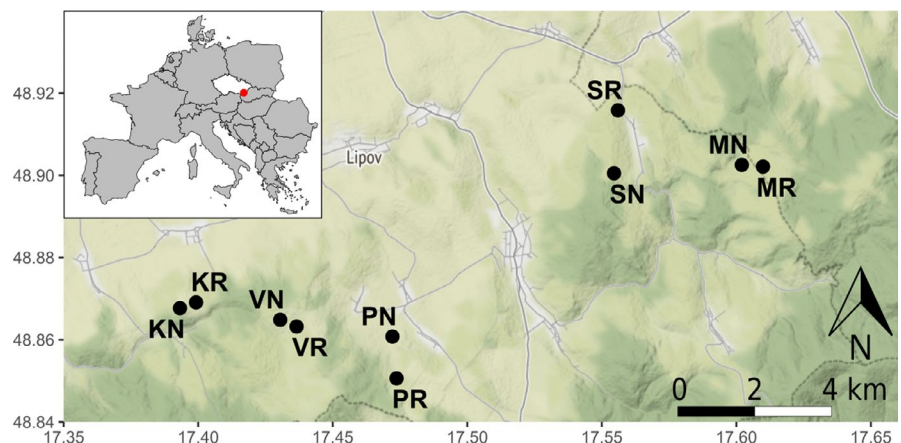 48.92
48.90
48.88
48.86
48.84
17.35
17.40
17.45
17.50
17.55
17.60
17.65
Lipov
SR
SN
MN
MR
KR
KN
VN
VR
PN
PR
N
0 2 4 km